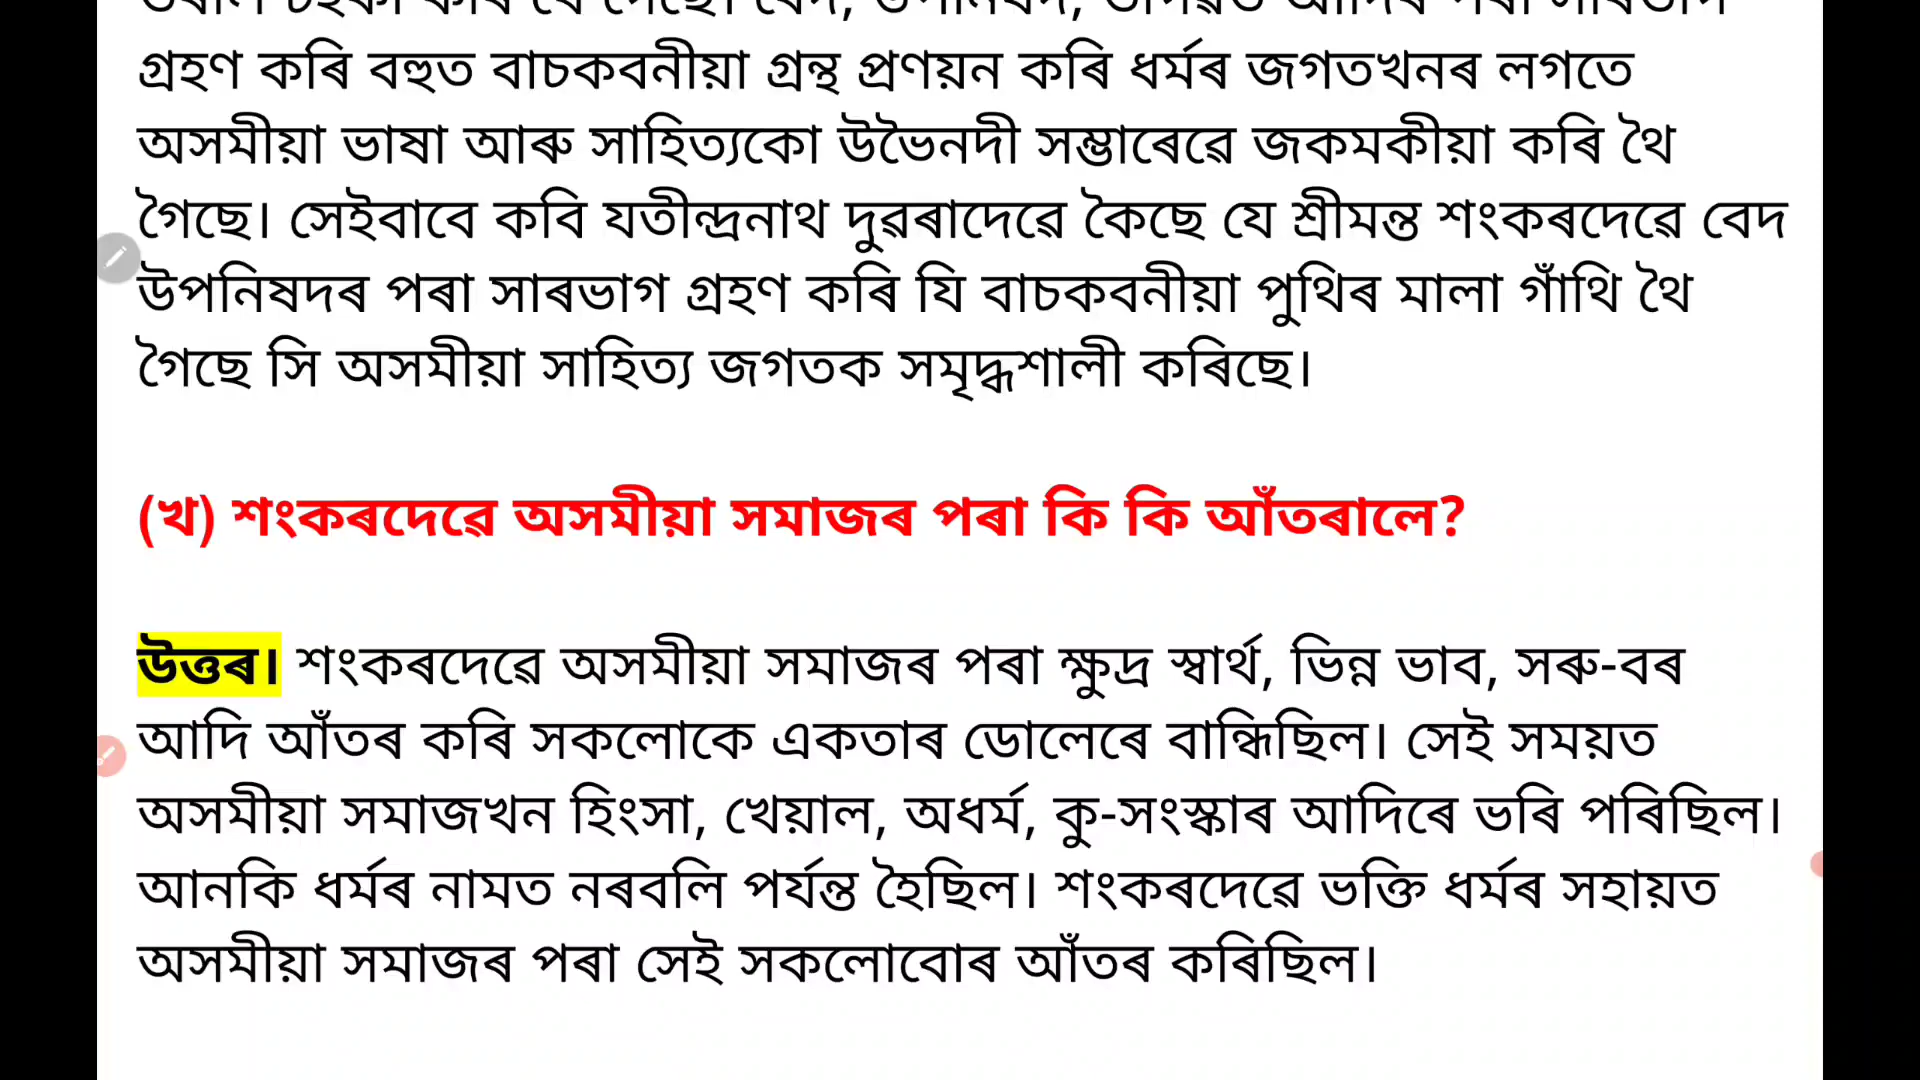 গ্ৰহণ কৰি বহুত বাচকবনীয়া গ্ৰন্থ প্ৰণয়ন কৰি ধৰ্মৰ জগতখনৰ লগতে
অসমীয়া ভাষা আৰু সাহিত্যকো উভৈনদী সম্ভাৰেৰে জকমকীয়া কৰি থৈ
গৈছে। সেইবাবে কবি যতীন্দ্ৰনাথ দুৱৰাদেৱে কৈছে যে শ্ৰীমন্ত শংকৰদেৱে বেদ
উপনিষদৰ পৰা সাৰভাগ গ্ৰহণ কৰি যি বাচকবনীয়া পুথিৰ মালা গাঁথি থৈ
গৈছে সি অসমীয়া সাহিত্য জগতক সমৃদ্ধশালী কৰিছে।
(খ) শংকৰদেৱে অসমীয়া সমাজৰ পৰা কি কি আঁতৰালে?
উত্তৰ। শংকৰদেৱে অসমীয়া সমাজৰ পৰা ক্ষুদ্ৰ স্বাৰ্থ, ভিন্ন ভাব, সৰু-বৰ
আদি আঁতৰ কৰি সকলোকে একতাৰ ডোলেৰে বান্ধিছিল। সেই সময়ত
অসমীয়া সমাজখন হিংসা, খেয়াল, অধৰ্ম, কু-সংস্কাৰ আদিৰে ভৰি পৰিছিল।
আনকি ধৰ্মৰ নামত নৰবলি পৰ্যন্ত হৈছিল। শংকৰদেৱে ভক্তি ধৰ্মৰ সহায়ত
অসমীয়া সমাজৰ পৰা সেই সকলোবোৰ আঁতৰ কৰিছিল।